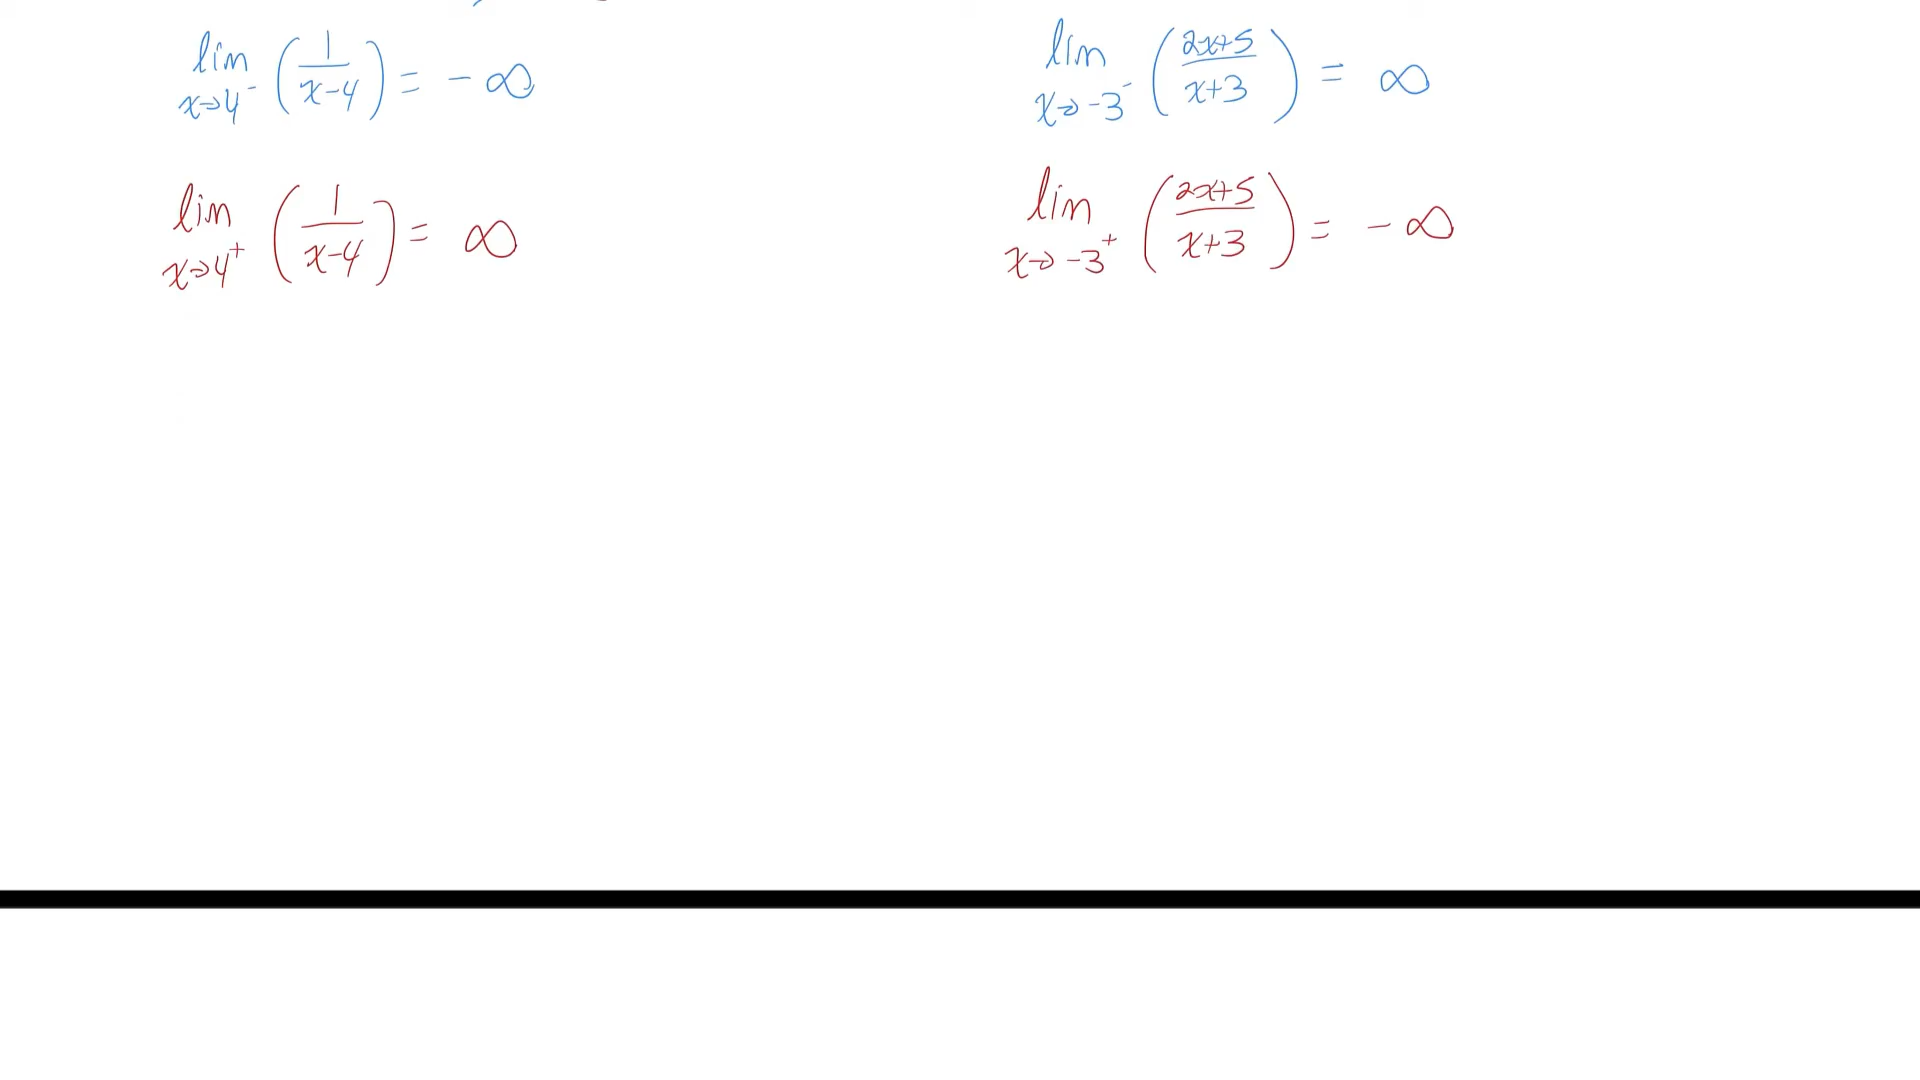 lim x→4⁻ (1/(x-4)) = -∞
lim x→4⁺ (1/(x-4)) = ∞
lim x→-3⁻ ((2x+5)/(x+3)) = ∞
lim x→-3⁺ ((2x+5)/(x+3)) = -∞